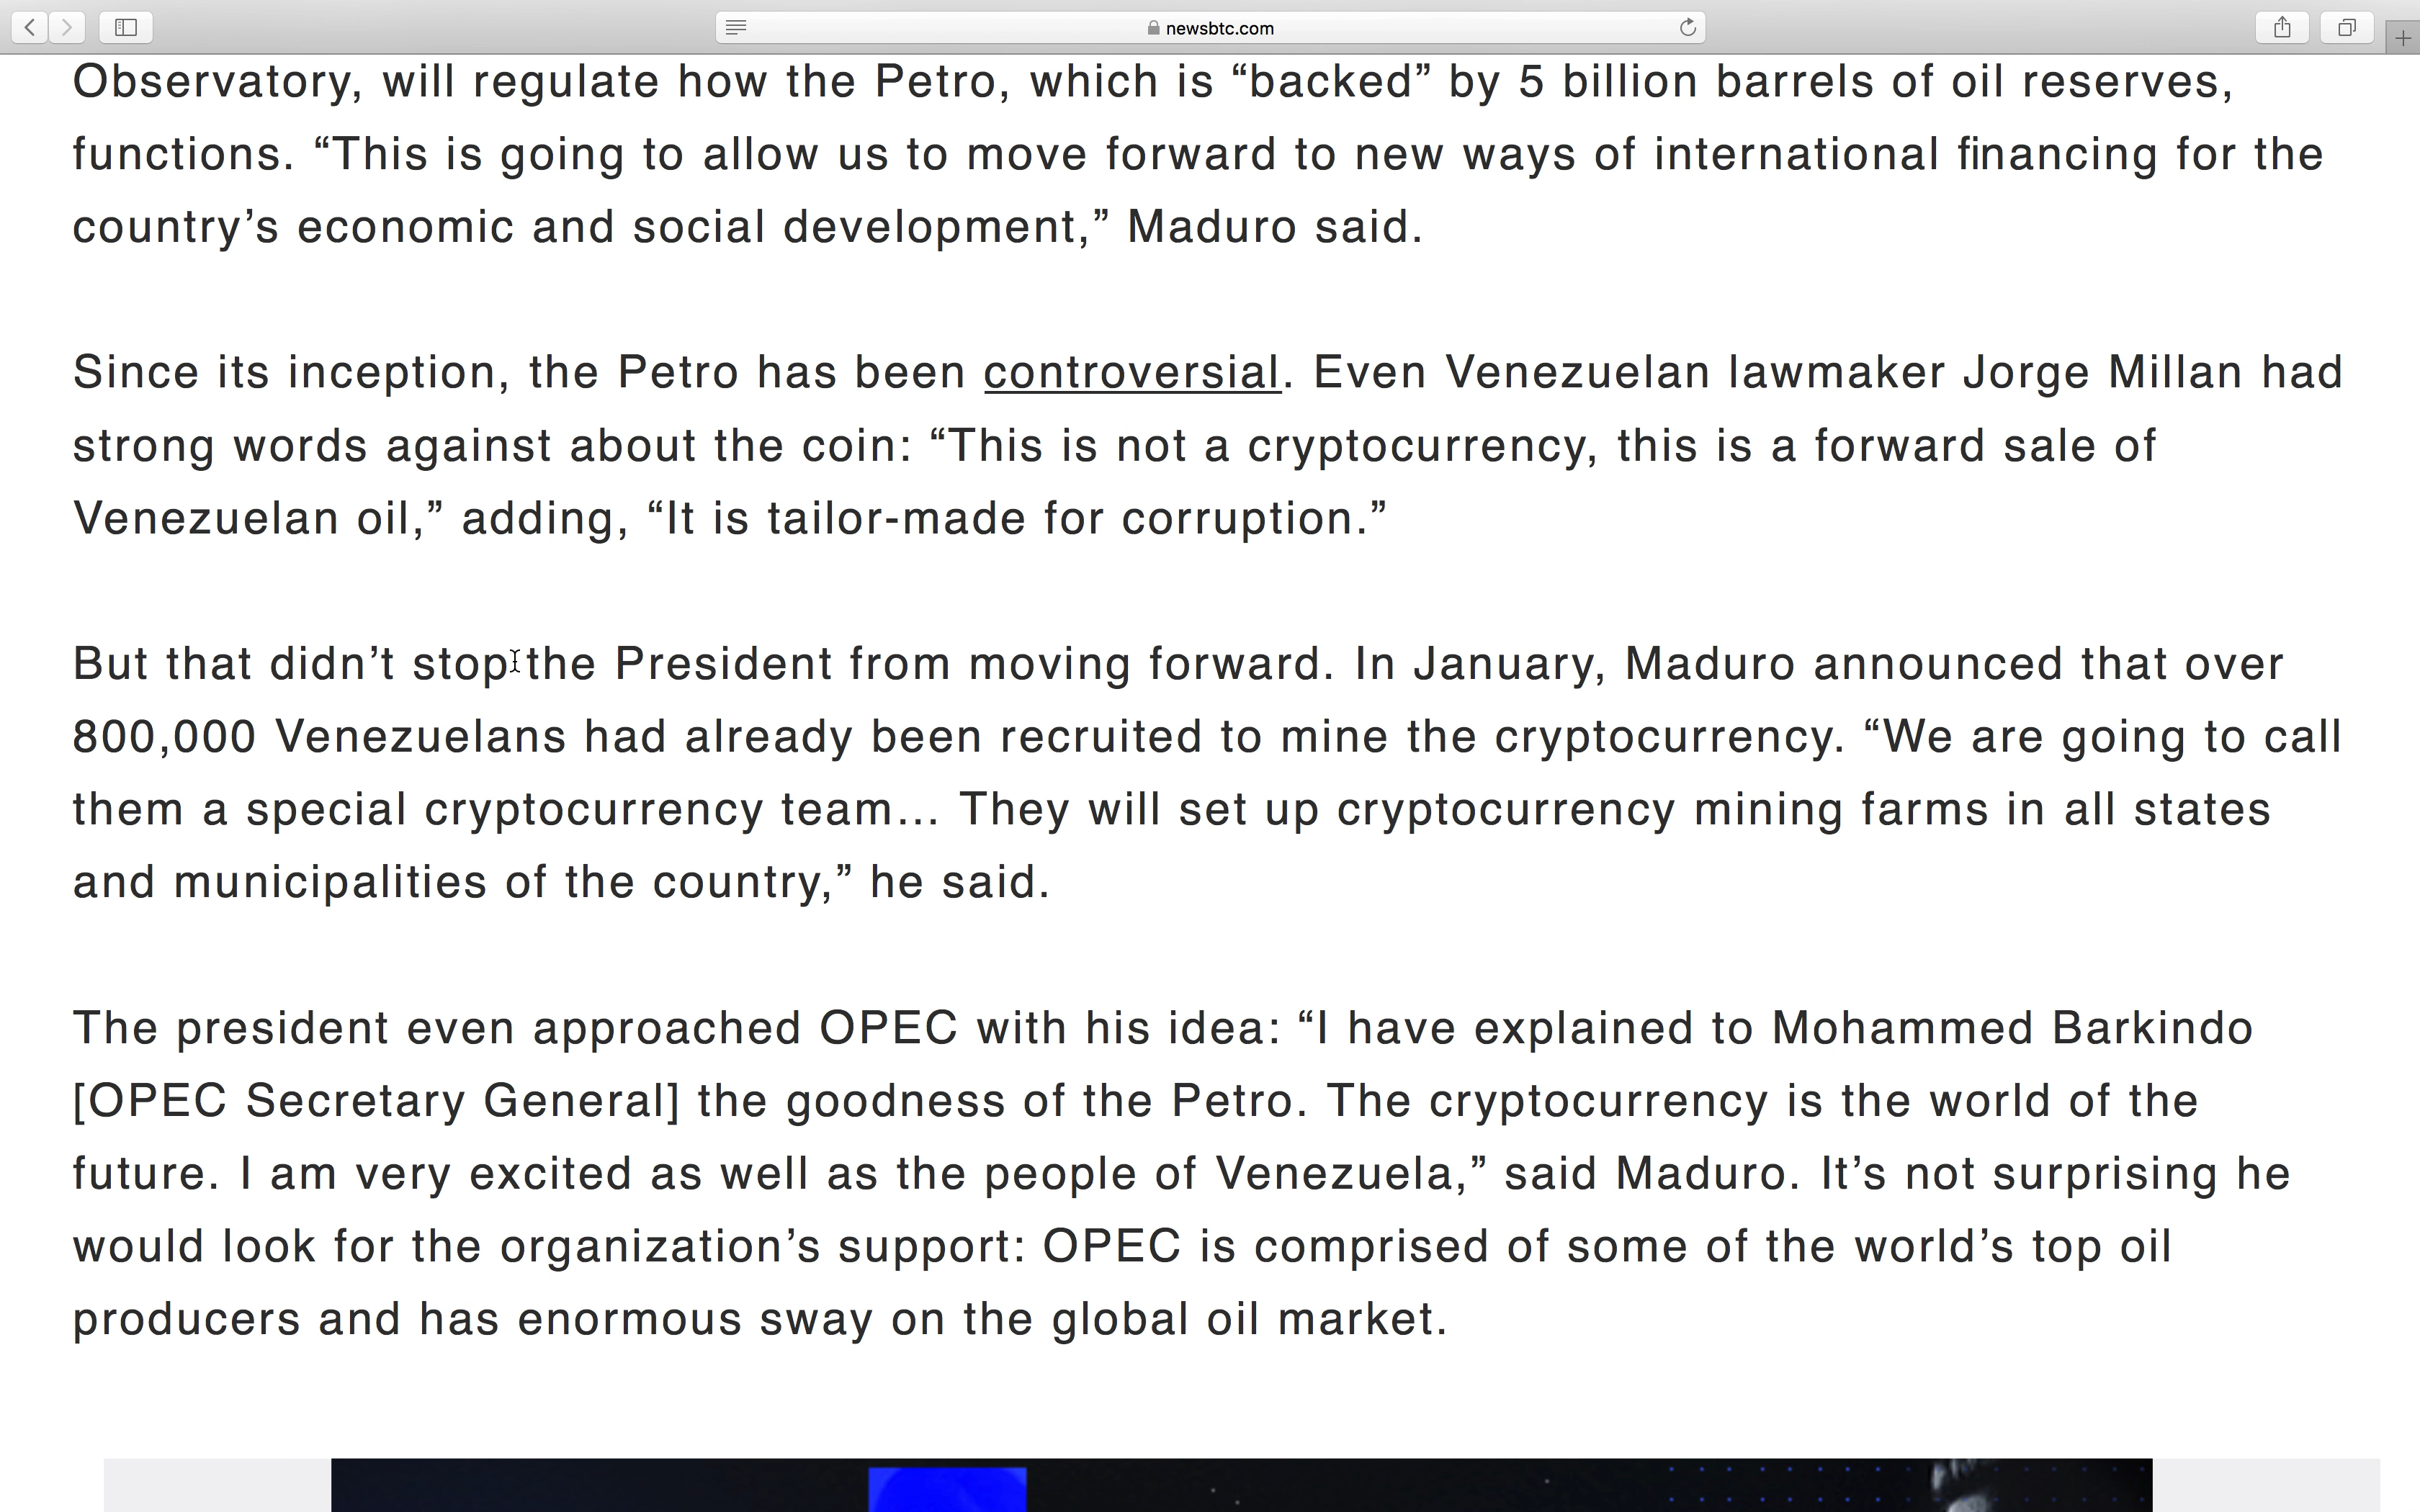 newsbtc.com
Observatory, will regulate how the Petro, which is “backed” by 5 billion barrels of oil reserves,
functions. “This is going to allow us to move forward to new ways of international financing for the
country’s economic and social development,” Maduro said.
Since its inception, the Petro has been controversial. Even Venezuelan lawmaker Jorge Millan had
strong words against about the coin: “This is not a cryptocurrency, this is a forward sale of
Venezuelan oil,” adding, “It is tailor-made for corruption.”
But that didn’t stop the President from moving forward. In January, Maduro announced that over
800,000 Venezuelans had already been recruited to mine the cryptocurrency. “We are going to call
them a special cryptocurrency team… They will set up cryptocurrency mining farms in all states
and municipalities of the country,” he said.
The president even approached OPEC with his idea: “I have explained to Mohammed Barkindo
[OPEC Secretary General] the goodness of the Petro. The cryptocurrency is the world of the
future. I am very excited as well as the people of Venezuela,” said Maduro. It’s not surprising he
would look for the organization’s support: OPEC is comprised of some of the world’s top oil
producers and has enormous sway on the global oil market.